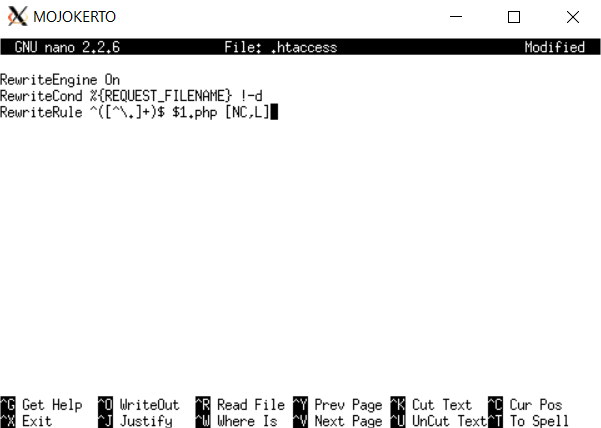 MOJOKERTO
GNU nano 2.2.6 File: .htaccess Modified
RewriteEngine On
RewriteCond %{REQUEST_FILENAME} !-d
RewriteRule ^([^\.]+)$ $1.php [NC,L]
^G Get Help ^O WriteOut ^R Read File ^Y Prev Page ^K Cut Text ^C Cur Pos
^X Exit ^J Justify ^W Where Is ^V Next Page ^U UnCut Text ^T To Spell